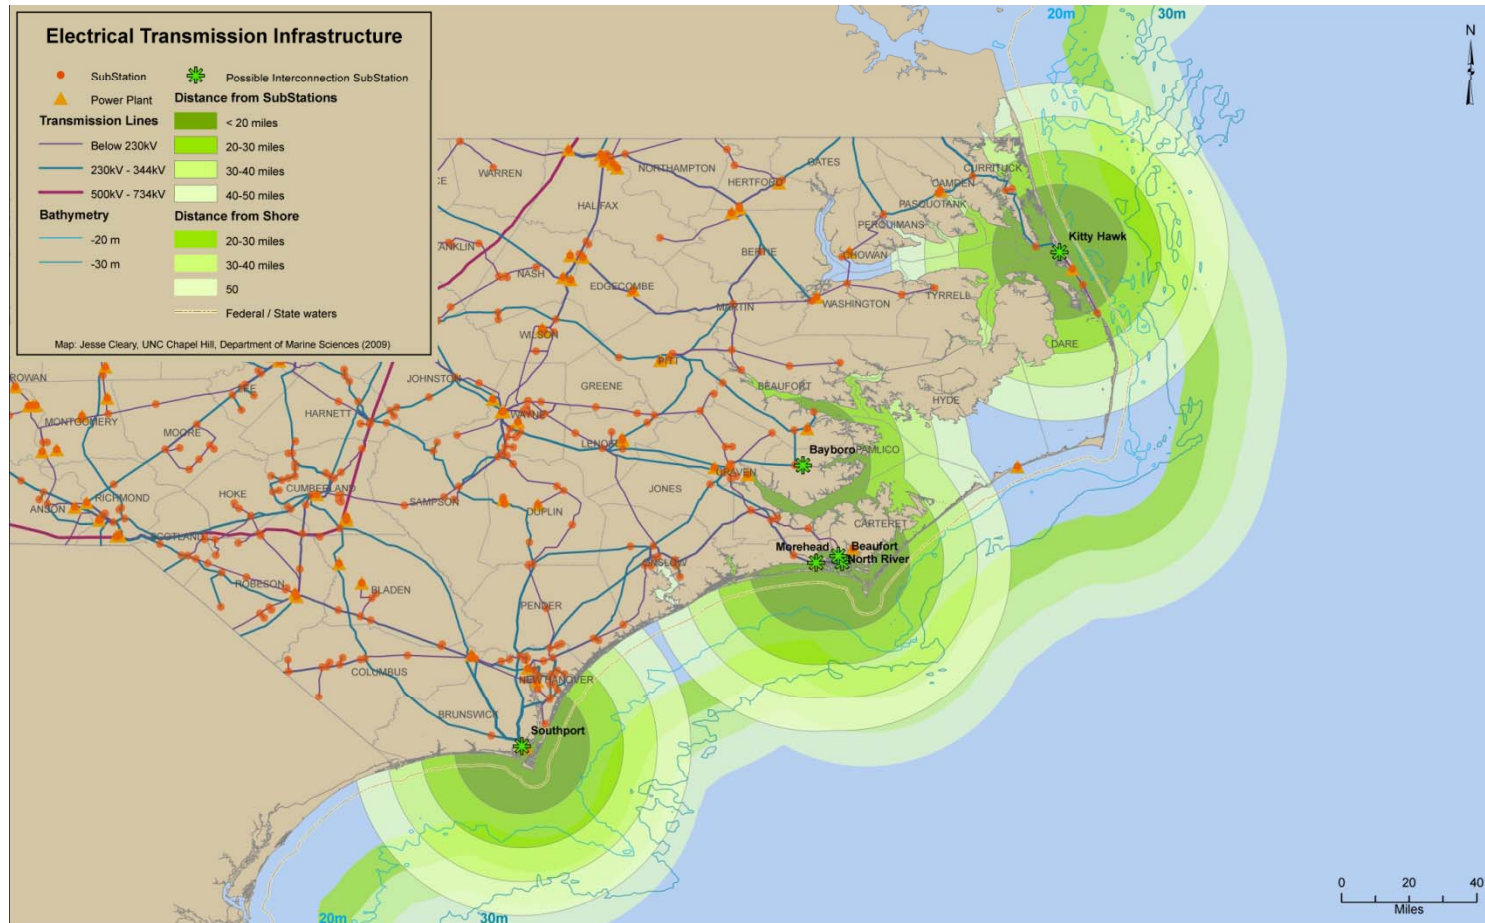 Electrical Transmission Infrastructure
SubStation
Possible Interconnection SubStation
Power Plant
Distance from SubStations
< 20 miles
Transmission Lines
Below 230kV
20-30 miles
230kV - 344kV
30-40 miles
500kV - 734kV
40-50 miles
Bathymetry
Distance from Shore
-20 m
20-30 miles
-30 m
30-40 miles
50
Federal / State waters
Map: Jesse Cleary, UNC Chapel Hill, Department of Marine Sciences (2009)
20m
30m
N
WARREN
NORTHAMPTON
GATES
HERTFORD
CURRITUCK
CAMDEN
PASQUOTANK
HALIFAX
PERQUIMANS
Kitty Hawk
BERTIE
CHOWAN
NASH
EDGECOMBE
MARTIN
WASHINGTON
TYRRELL
WILSON
DARE
PITT
ROWAN
JOHNSTON
GREENE
BEAUFORT
LEE
HYDE
HARNETT
WAYNE
MONTGOMERY
MOORE
LENOIR
Bayboro
PAMLICO
CRAVEN
CUMBERLAND
HOKE
JONES
RICHMOND
SAMPSON
ANSON
DUPLIN
CARTERET
SCOTLAND
Morehead
Beaufort
North River
ONSLOW
ROBESON
BLADEN
PENDER
COLUMBUS
NEW HANOVER
BRUNSWICK
Southport
0 20 40
Miles
20m
30m